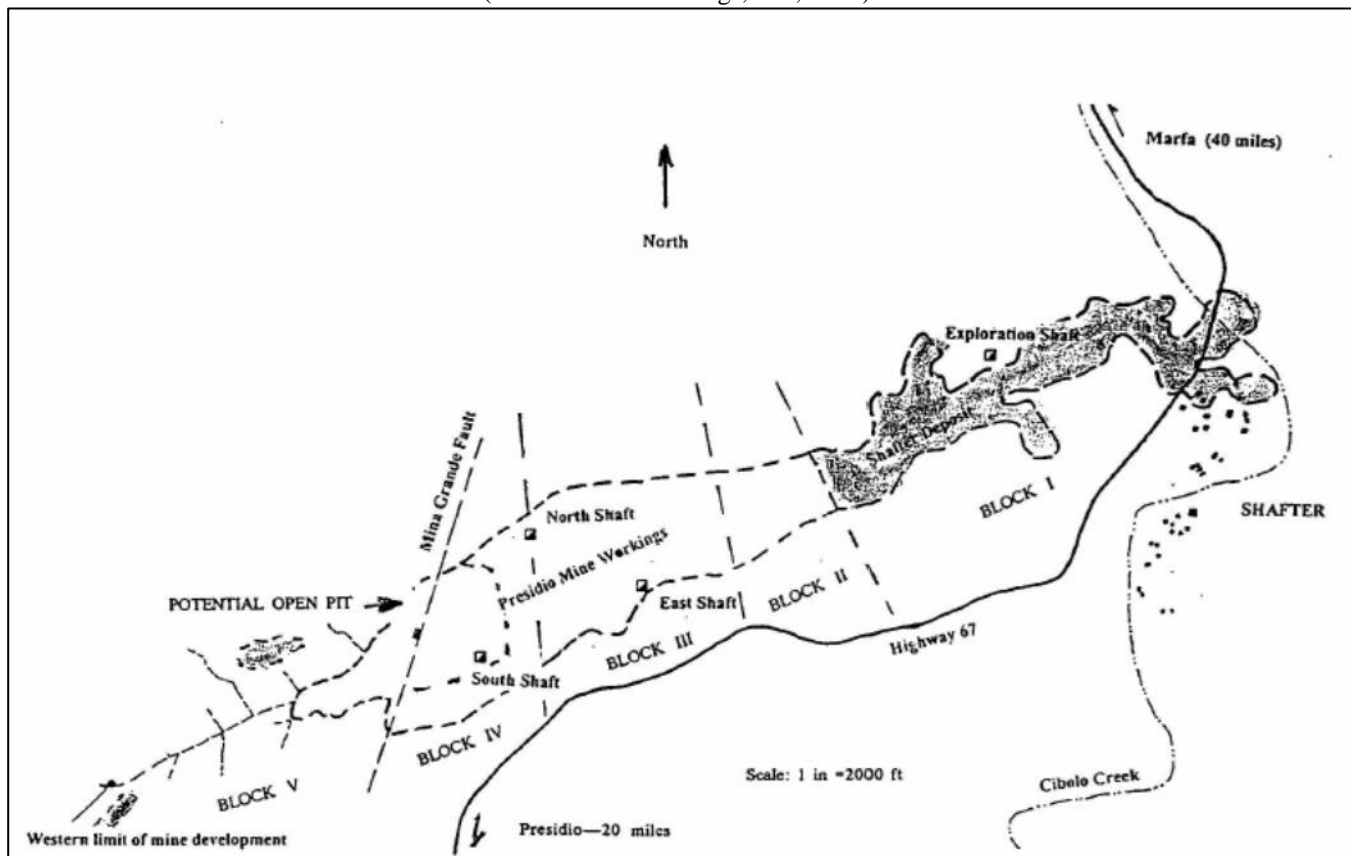 Marfa (40 miles)
North
Exploration Shaft
Shafter Deposit
Mina Grande Fault
BLOCK I
North Shaft
SHAFTER
Presidio Mine Workings
POTENTIAL OPEN PIT
East Shaft
BLOCK II
Highway 67
BLOCK III
South Shaft
BLOCK IV
Scale: 1 in =2000 ft
Cibolo Creek
BLOCK V
Presidio—20 miles
Western limit of mine development